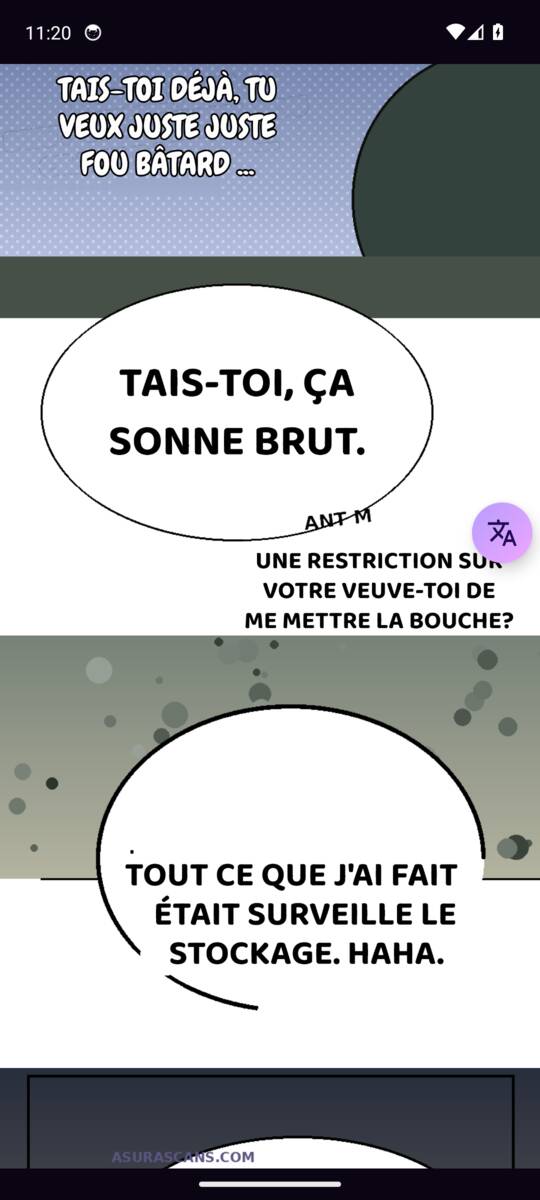 11:20
TAIS-TOI DÉJÀ, TU
VEUX JUSTE JUSTE
FOU BÂTARD ...
TAIS-TOI, ÇA
SONNE BRUT.
ANT M
UNE RESTRICTION SUR
VOTRE VEUVE-TOI DE
ME METTRE LA BOUCHE?
TOUT CE QUE J'AI FAIT
ÉTAIT SURVEILLE LE
STOCKAGE. HAHA.
ASURASCANS.COM